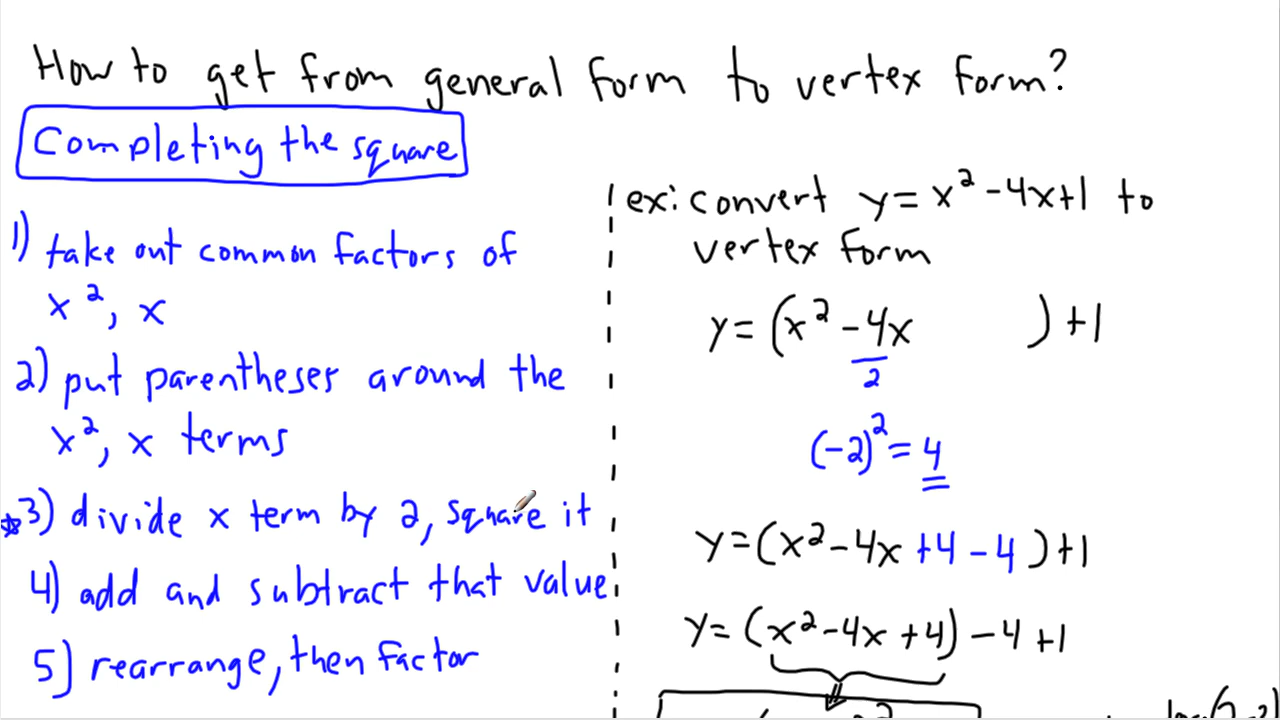 How to get from general form to vertex form?
Completing the square
1) take out common factors of
x², x
2) put parentheses around the
x², x terms
*3) divide x term by 2, square it
4) add and subtract that value
5) rearrange, then factor
ex: convert y = x² - 4x + 1 to
vertex form
y = (x² - 4x ) + 1
2
(-2)² = 4
y = (x² - 4x + 4 - 4 ) + 1
y = (x² - 4x + 4) - 4 + 1